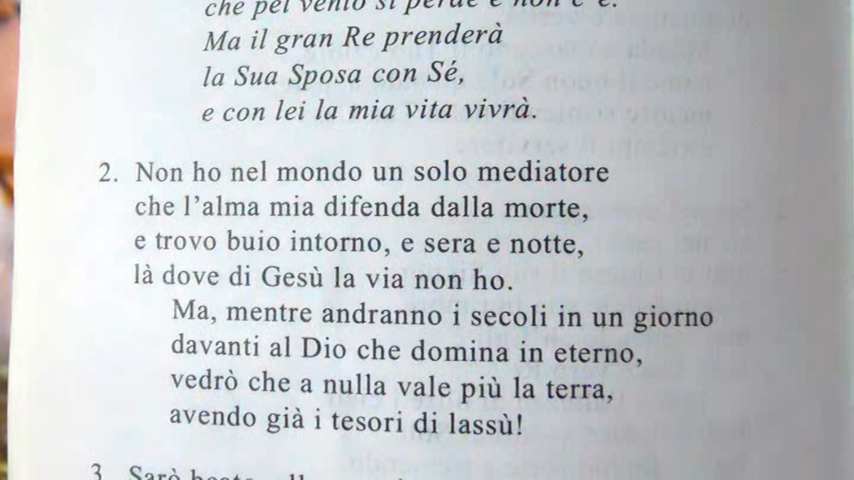 che pel vento si perde e non c'è.
Ma il gran Re prenderà
la Sua Sposa con Sé,
e con lei la mia vita vivrà.
2. Non ho nel mondo un solo mediatore
che l'alma mia difenda dalla morte,
e trovo buio intorno, e sera e notte,
là dove di Gesù la via non ho.
Ma, mentre andranno i secoli in un giorno
davanti al Dio che domina in eterno,
vedrò che a nulla vale più la terra,
avendo già i tesori di lassù!
3. Sarò